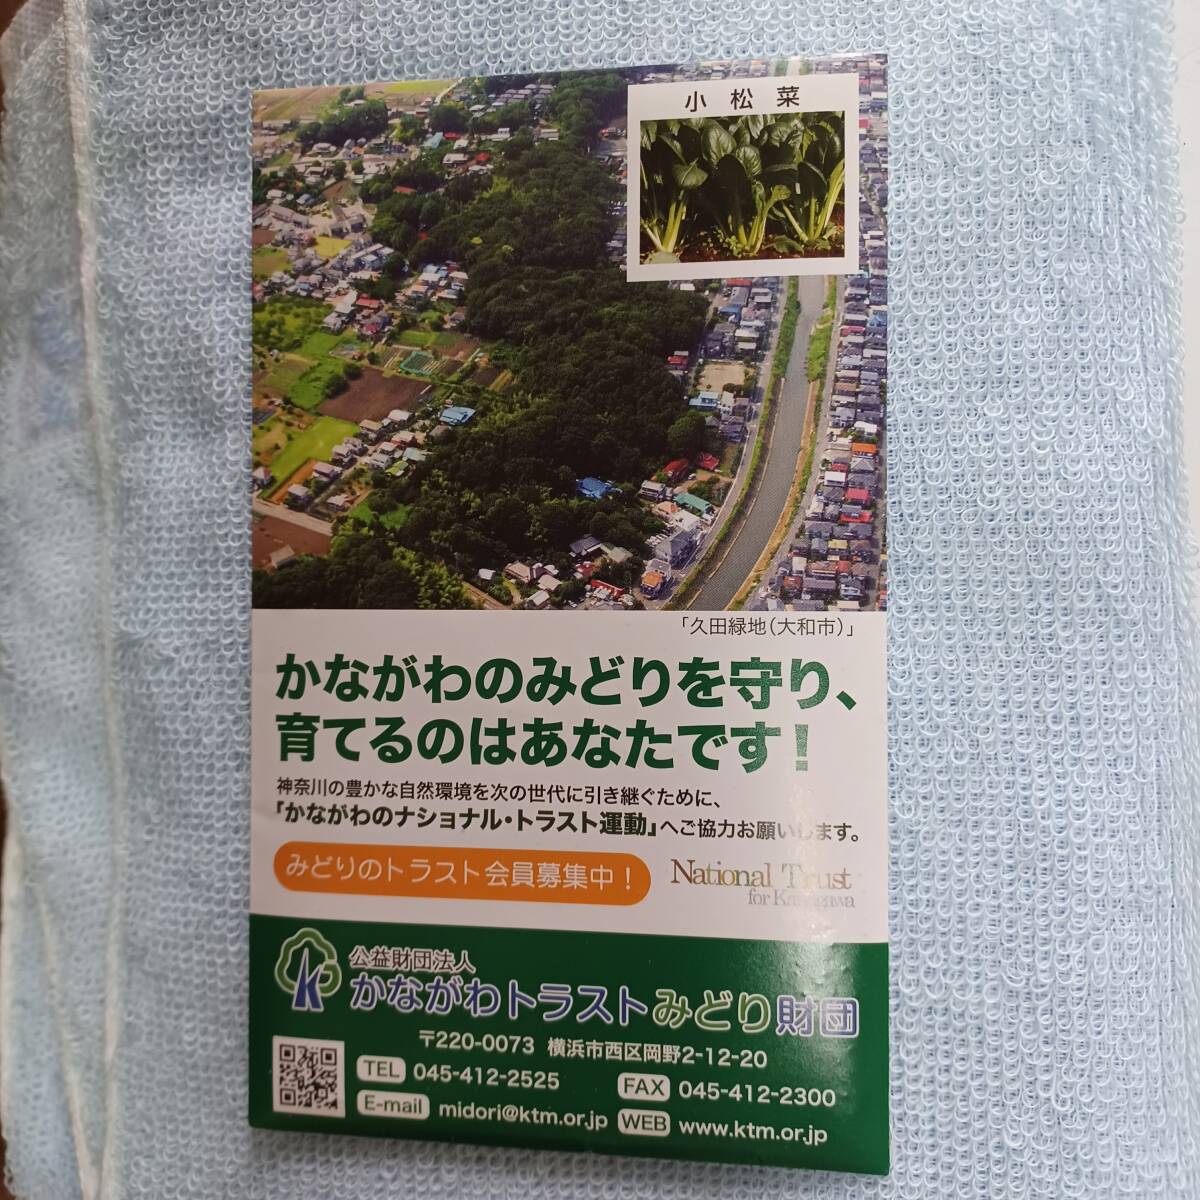 小松菜
「久田緑地(大和市)」
かながわのみどりを守り、
育てるのはあなたです!
神奈川の豊かな自然環境を次の世代に引き継ぐために、
「かながわのナショナル・トラスト運動」へご協力お願いします。
みどりのトラスト会員募集中!
National Trust
for Kanagawa
公益財団法人
かながわトラストみどり財団
〒220-0073 横浜市西区岡野2-12-20
TEL 045-412-2525
FAX 045-412-2300
E-mail midori@ktm.or.jp
WEB www.ktm.or.jp